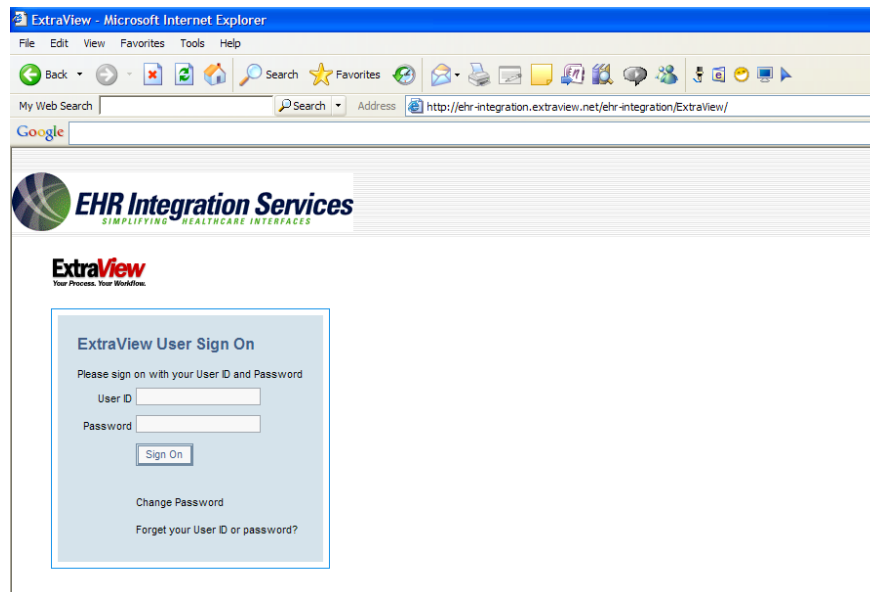 ExtraView - Microsoft Internet Explorer
File Edit View Favorites Tools Help
Back Search Favorites
My Web Search Search Address http://ehr-integration.extraview.net/ehr-integration/ExtraView/
Google
EHR Integration Services
SIMPLIFYING HEALTHCARE INTERFACES
ExtraView
Your Process. Your Workflow.
ExtraView User Sign On
Please sign on with your User ID and Password
User ID
Password
Sign On
Change Password
Forget your User ID or password?